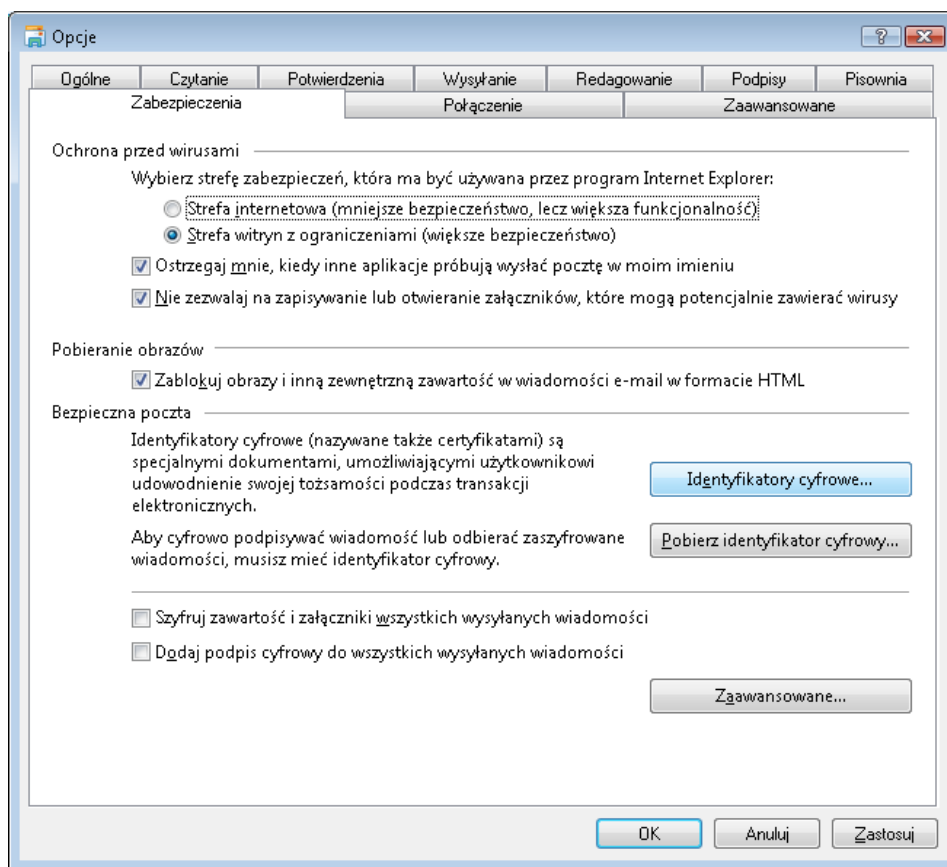 Opcje
Ogólne Czytanie Potwierdzenia Wysyłanie Redagowanie Podpisy Pisownia
Zabezpieczenia Połączenie Zaawansowane
Ochrona przed wirusami
Wybierz strefę zabezpieczeń, która ma być używana przez program Internet Explorer:
Strefa internetowa (mniejsze bezpieczeństwo, lecz większa funkcjonalność)
Strefa witryn z ograniczeniami (większe bezpieczeństwo)
Ostrzegaj mnie, kiedy inne aplikacje próbują wysłać pocztę w moim imieniu
Nie zezwalaj na zapisywanie lub otwieranie załączników, które mogą potencjalnie zawierać wirusy
Pobieranie obrazów
Zablokuj obrazy i inną zewnętrzną zawartość w wiadomości e-mail w formacie HTML
Bezpieczna poczta
Identyfikatory cyfrowe (nazywane także certyfikatami) są
specjalnymi dokumentami, umożliwiającymi użytkownikowi
udowodnienie swojej tożsamości podczas transakcji
elektronicznych.
Identyfikatory cyfrowe...
Aby cyfrowo podpisywać wiadomość lub odbierać zaszyfrowane
wiadomości, musisz mieć identyfikator cyfrowy.
Pobierz identyfikator cyfrowy...
Szyfruj zawartość i załączniki wszystkich wysyłanych wiadomości
Dodaj podpis cyfrowy do wszystkich wysyłanych wiadomości
Zaawansowane...
OK Anuluj Zastosuj